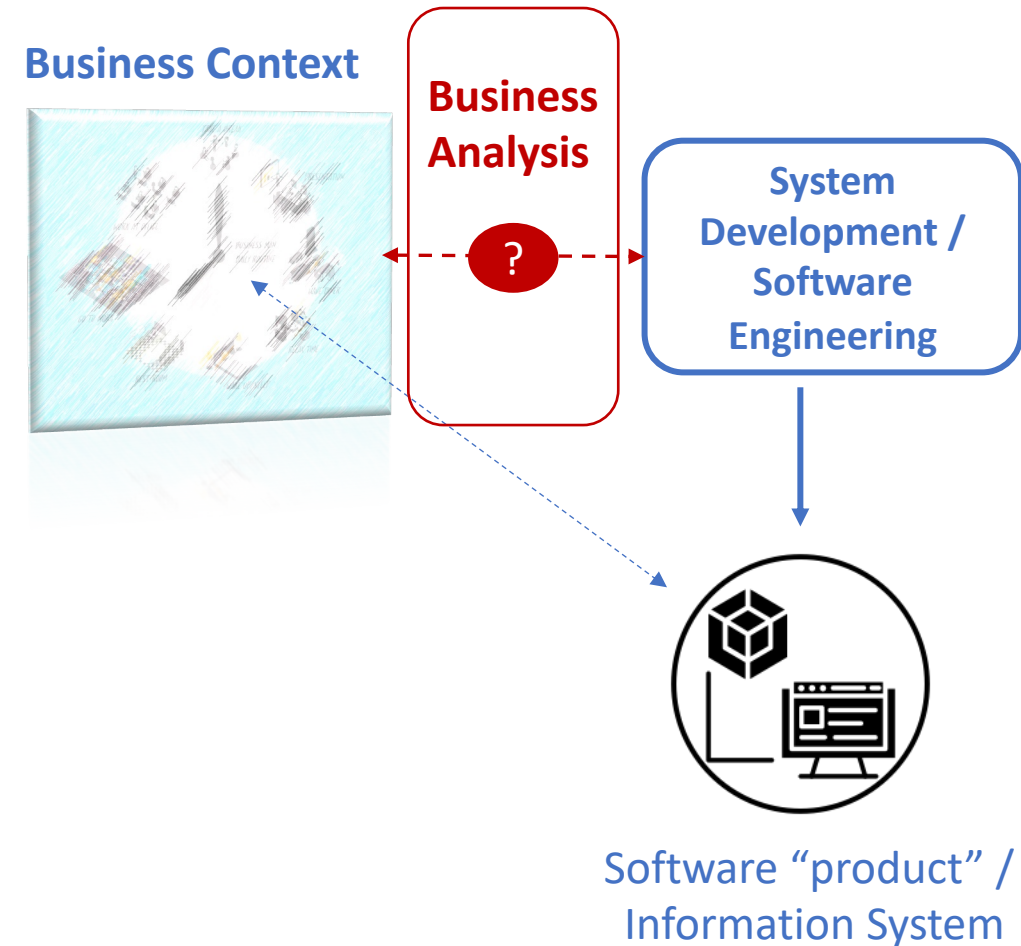 Business Context
Business
Analysis
?
System
Development /
Software
Engineering
Software “product” /
Information System